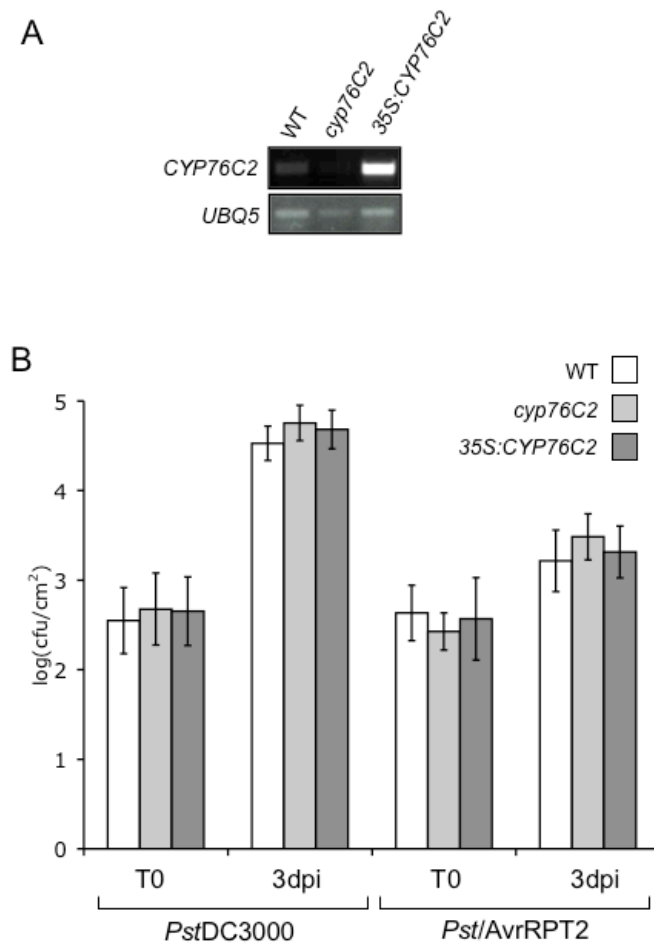 A
WT
cyp76C2
35S:CYP76C2
CYP76C2
UBQ5
B
WT
cyp76C2
35S:CYP76C2
5
4
3
2
1
0
log(cfu/cm²)
T0
3dpi
T0
3dpi
PstDC3000
Pst/AvrRPT2